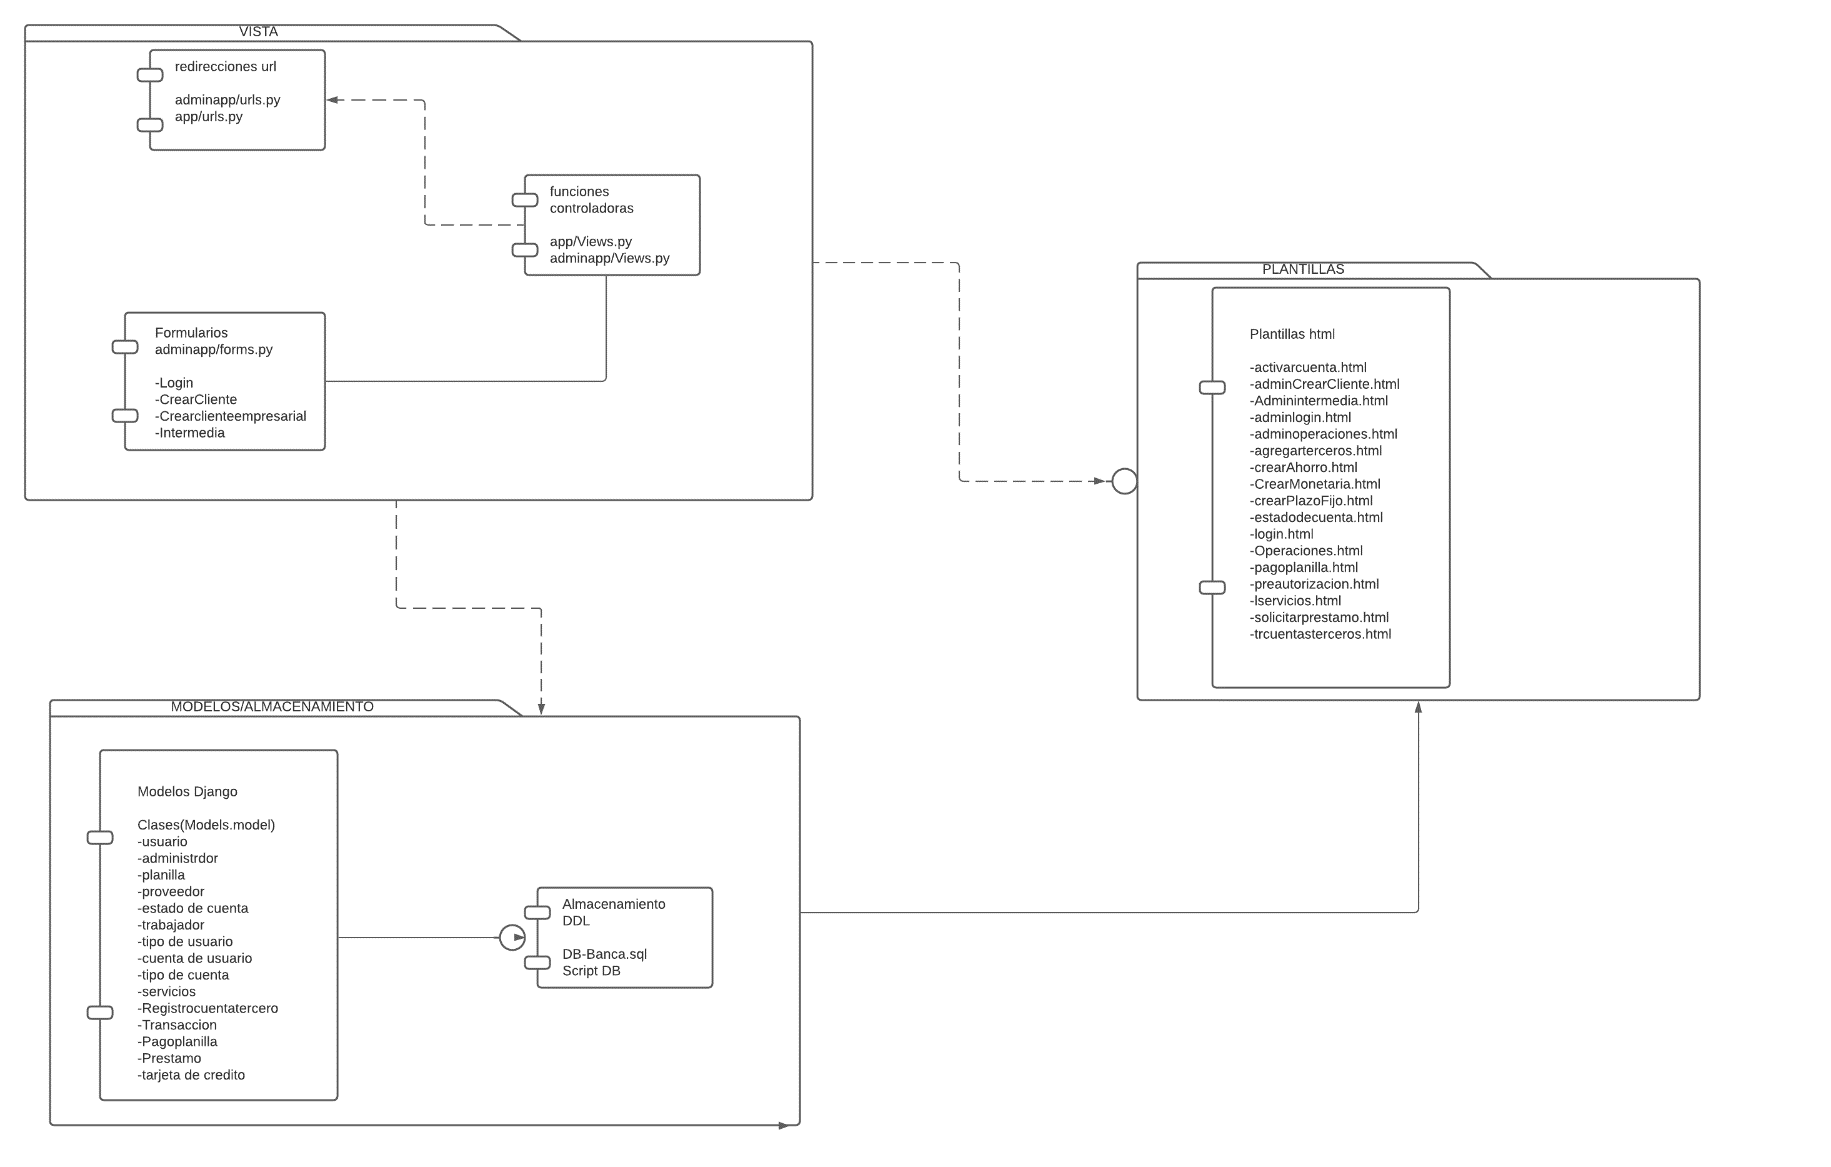 VISTA
redirecciones url
adminapp/urls.py
app/urls.py
funciones
controladoras
app/Views.py
adminapp/Views.py
Formularios
adminapp/forms.py
-Login
-CrearCliente
-Crearclienteempresarial
-Intermedia
PLANTILLAS
Plantillas html
-activarcuenta.html
-adminCrearCliente.html
-Adminintermedia.html
-adminlogin.html
-adminoperaciones.html
-agregarterceros.html
-crearAhorro.html
-CrearMonetaria.html
-crearPlazoFijo.html
-estadodecuenta.html
-login.html
-Operaciones.html
-pagoplanilla.html
-preautorizacion.html
-lservicios.html
-solicitarprestamo.html
-trcuentasterceros.html
MODELOS/ALMACENAMIENTO
Modelos Django
Clases(Models.model)
-usuario
-administrdor
-planilla
-proveedor
-estado de cuenta
-trabajador
-tipo de usuario
-cuenta de usuario
-tipo de cuenta
-servicios
-Registrocuentatercero
-Transaccion
-Pagoplanilla
-Prestamo
-tarjeta de credito
Almacenamiento
DDL
DB-Banca.sql
Script DB